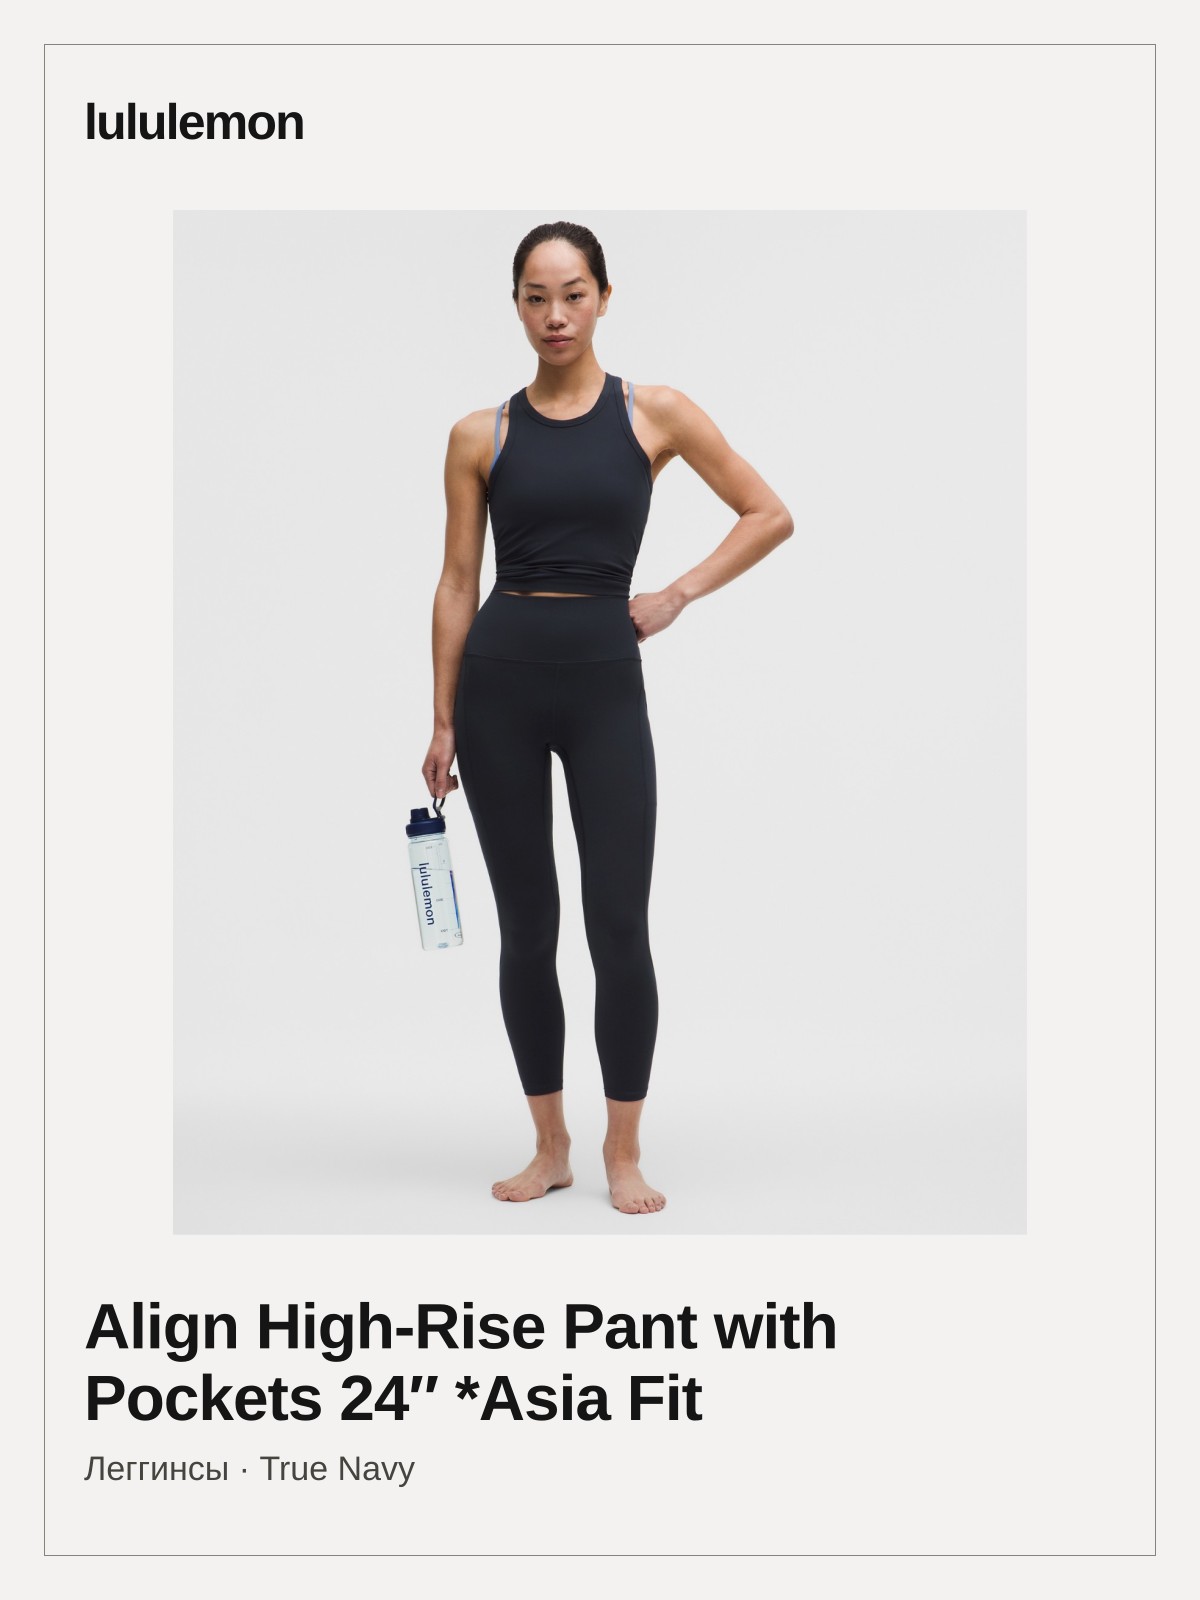 lululemon
lululemon
Align High-Rise Pant with
Pockets 24″ *Asia Fit
Леггинсы · True Navy